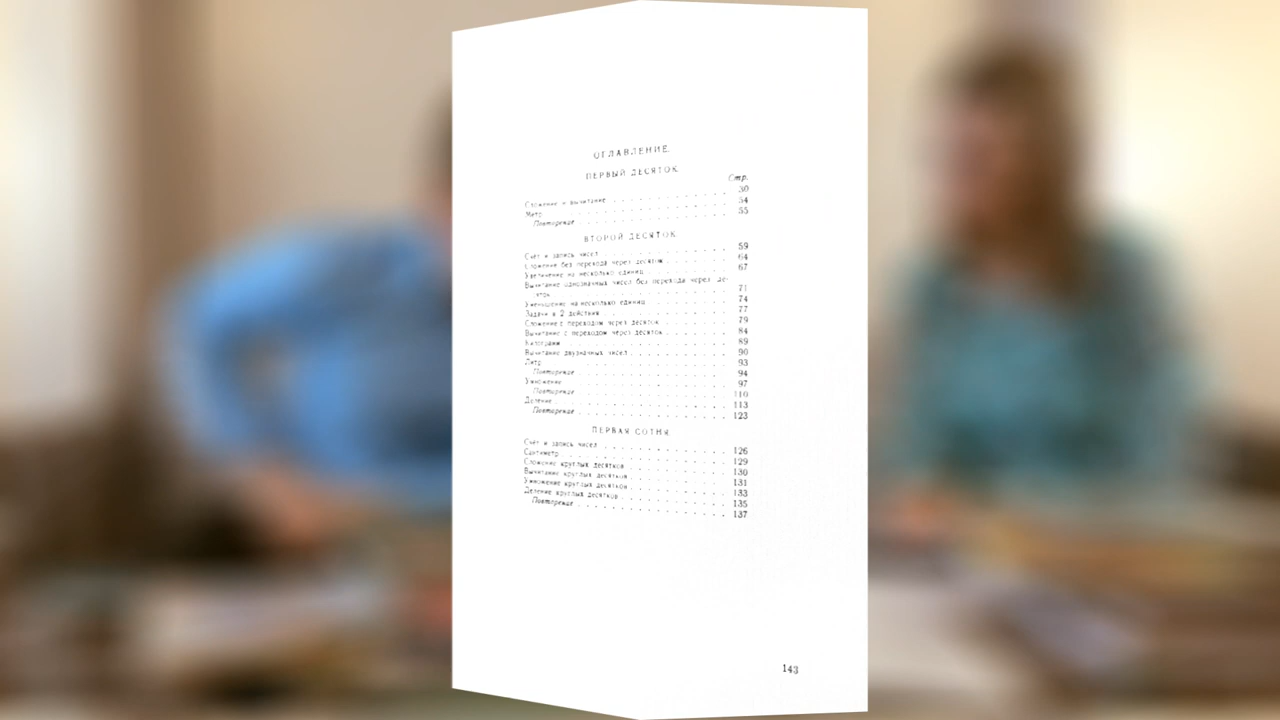 ОГЛАВЛЕНИЕ.
ПЕРВЫЙ ДЕСЯТОК.
Стр.
Сложение и вычитание . . . . . . . . . . 30
Метр . . . . . . . . . . 54
Повторение . . . . . . . . . . 55
ВТОРОЙ ДЕСЯТОК.
Счёт и запись чисел . . . . . . . . . . 59
Сложение без перехода через десяток . . . . . . 64
Увеличение на несколько единиц . . . . . . . . 67
Вычитание однозначных чисел без перехода через де-
сяток . . . . . . . . . . 71
Уменьшение на несколько единиц . . . . . . . . 74
Задачи в 2 действия . . . . . . . . . . 77
Сложение с переходом через десяток . . . . . . 79
Вычитание с переходом через десяток . . . . . . 84
Килограмм . . . . . . . . . . 89
Вычитание двузначных чисел . . . . . . . . . . 90
Литр . . . . . . . . . . 93
Повторение . . . . . . . . . . 94
Умножение . . . . . . . . . . 97
Повторение . . . . . . . . . . 110
Деление . . . . . . . . . . 113
Повторение . . . . . . . . . . 123
ПЕРВАЯ СОТНЯ.
Счёт и запись чисел . . . . . . . . . . 126
Сантиметр . . . . . . . . . . 129
Сложение круглых десятков . . . . . . . . . . 130
Вычитание круглых десятков . . . . . . . . . . 131
Умножение круглых десятков . . . . . . . . . . 133
Деление круглых десятков . . . . . . . . . . 135
Повторение . . . . . . . . . . 137
143